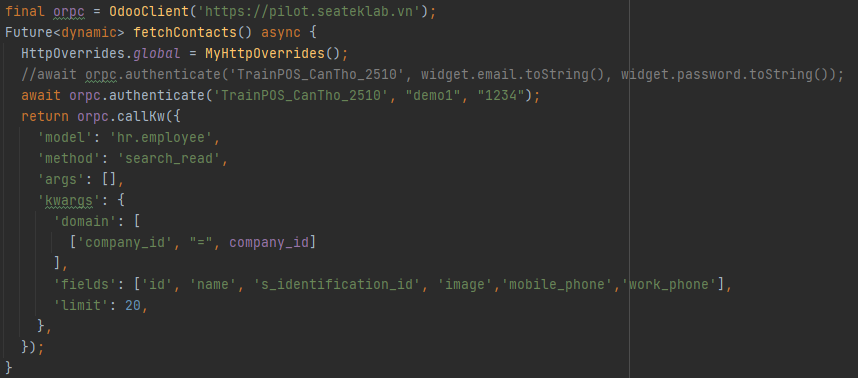 final orpc = OdooClient('https://pilot.seateklab.vn');
Future<dynamic> fetchContacts() async {
  HttpOverrides.global = MyHttpOverrides();
  //await orpc.authenticate('TrainPOS_CanTho_2510', widget.email.toString(), widget.password.toString());
  await orpc.authenticate('TrainPOS_CanTho_2510', "demo1", "1234");
  return orpc.callKw({
    'model': 'hr.employee',
    'method': 'search_read',
    'args': [],
    'kwargs': {
      'domain': [
        ['company_id', "=", company_id]
      ],
      'fields': ['id', 'name', 's_identification_id', 'image','mobile_phone','work_phone'],
      'limit': 20,
    },
  });
}